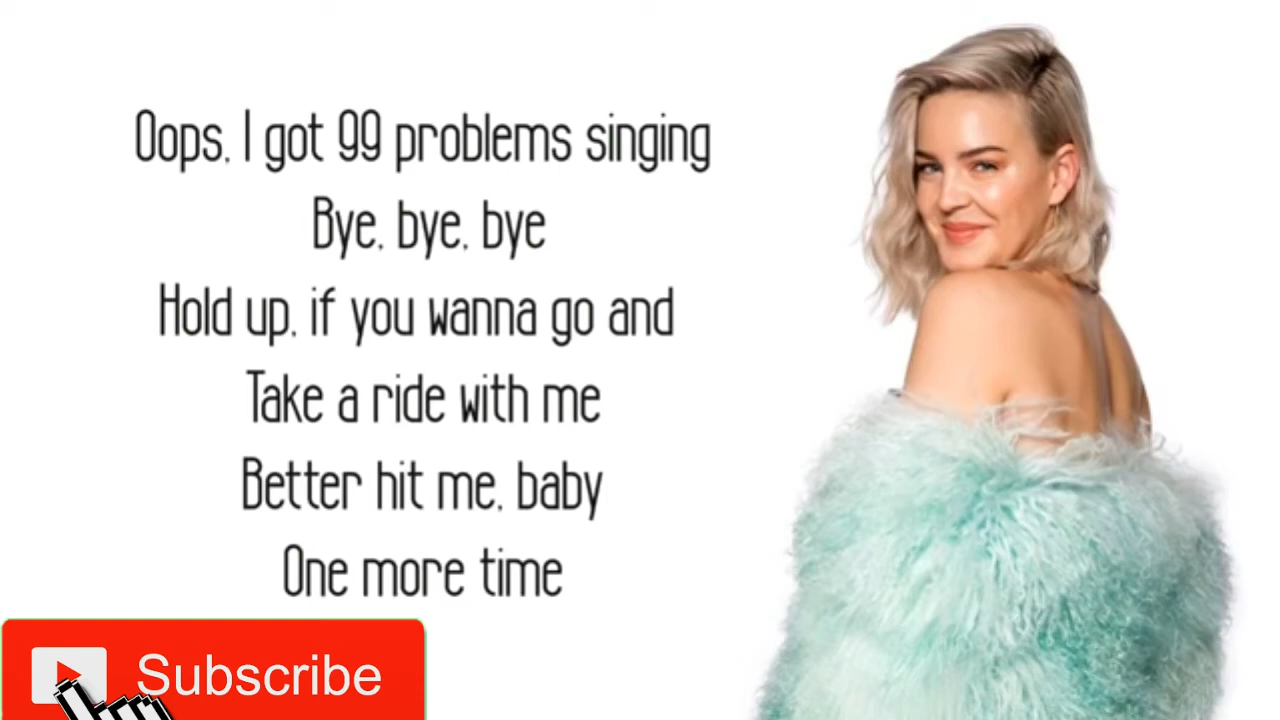 Oops, I got 99 problems singing
Bye, bye, bye
Hold up, if you wanna go and
Take a ride with me
Better hit me, baby
One more time
Subscribe